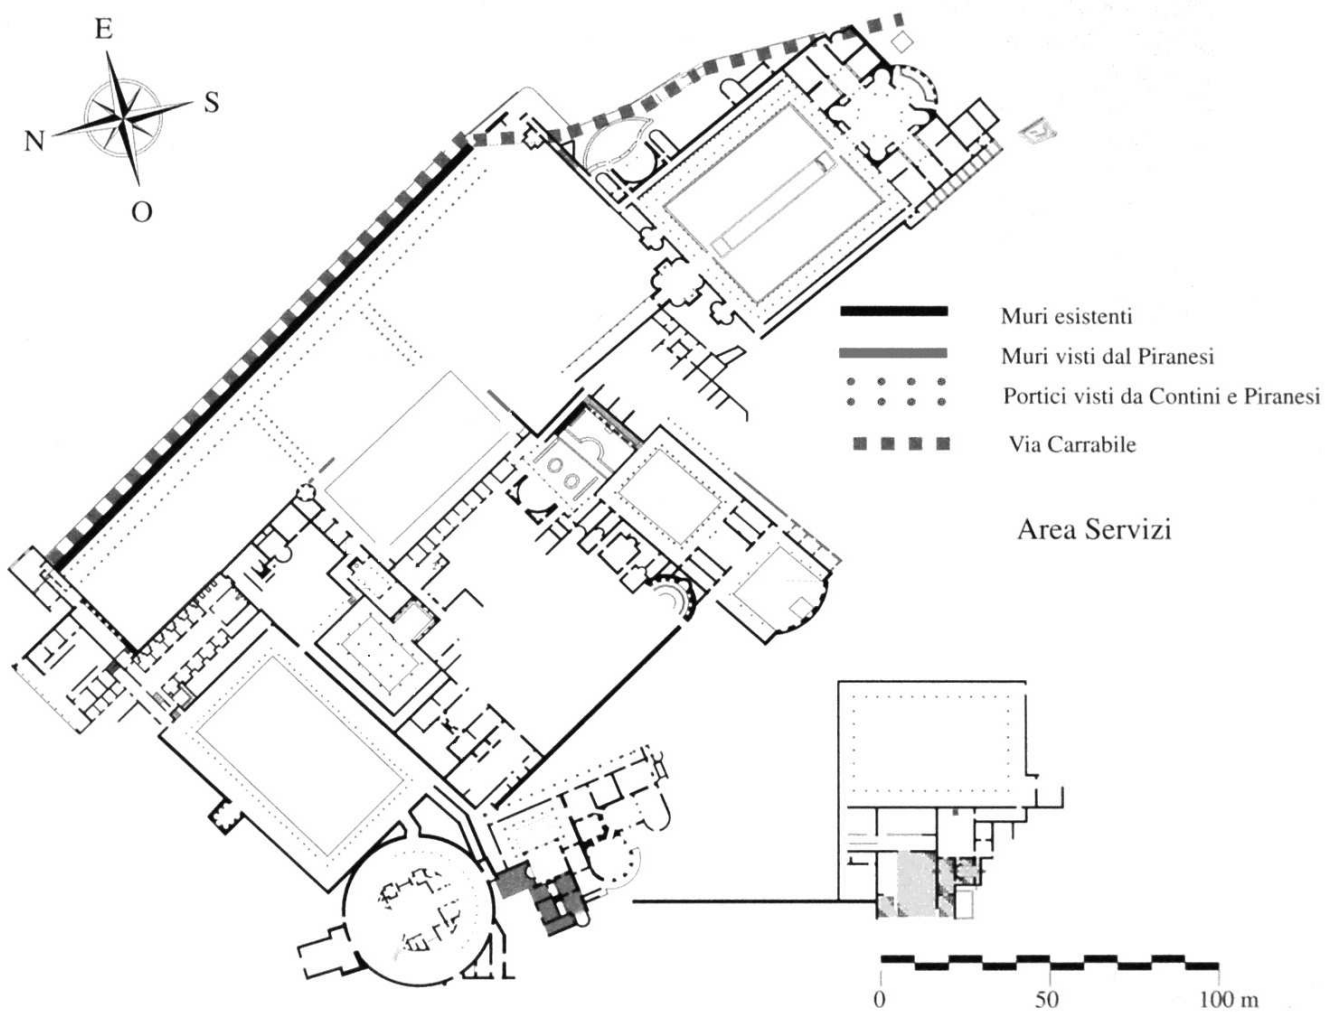 E
S
N
O
Muri esistenti
Muri visti dal Piranesi
Portici visti da Contini e Piranesi
Via Carrabile
Area Servizi
0 50 100 m